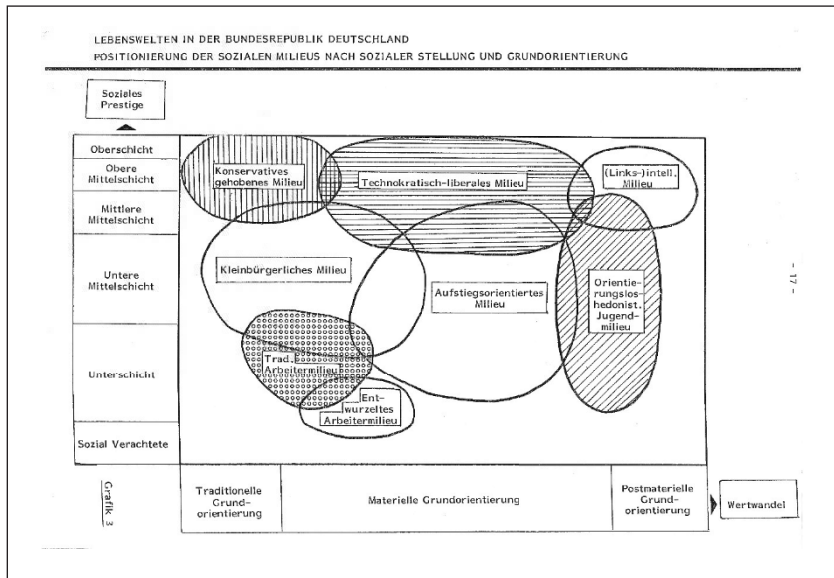 LEBENSWELTEN IN DER BUNDESREPUBLIK DEUTSCHLAND
POSITIONIERUNG DER SOZIALEN MILIEUS NACH SOZIALER STELLUNG UND GRUNDORIENTIERUNG
Soziales
Prestige
Oberschicht
Obere
Mittelschicht
Mittlere
Mittelschicht
Untere
Mittelschicht
Unterschicht
Sozial Verachtete
Konservatives
gehobenes Milieu
Technokratisch-liberales Milieu
(Links-)intell.
Milieu
Kleinbürgerliches Milieu
Aufstiegsorientiertes
Milieu
Orientie-
rungslos-
hedonist.
Jugend-
milieu
Trad.
Arbeitermilieu
Ent-
wurzeltes
Arbeitermilieu
- 17 -
Grafik 3
Traditionelle
Grund-
orientierung
Materielle Grundorientierung
Postmaterielle
Grund-
orientierung
Wertwandel